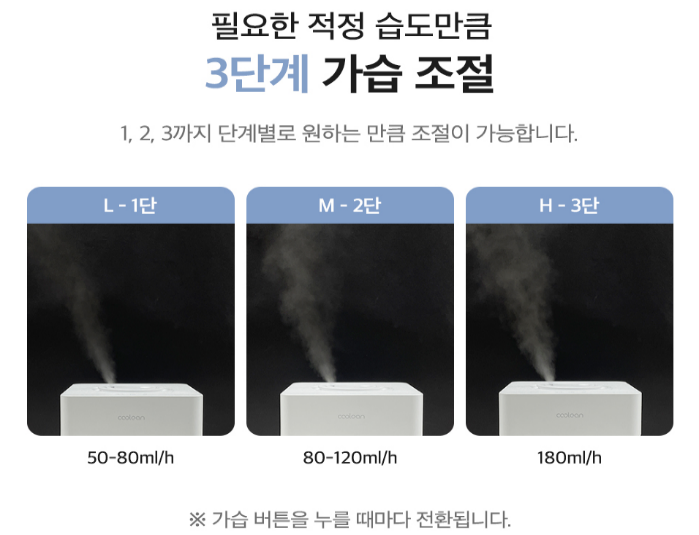 필요한 적정 습도만큼
3단계 가습 조절
1, 2, 3까지 단계별로 원하는 만큼 조절이 가능합니다.
L - 1단
M - 2단
H - 3단
50-80ml/h
80-120ml/h
180ml/h
※ 가습 버튼을 누를 때마다 전환됩니다.